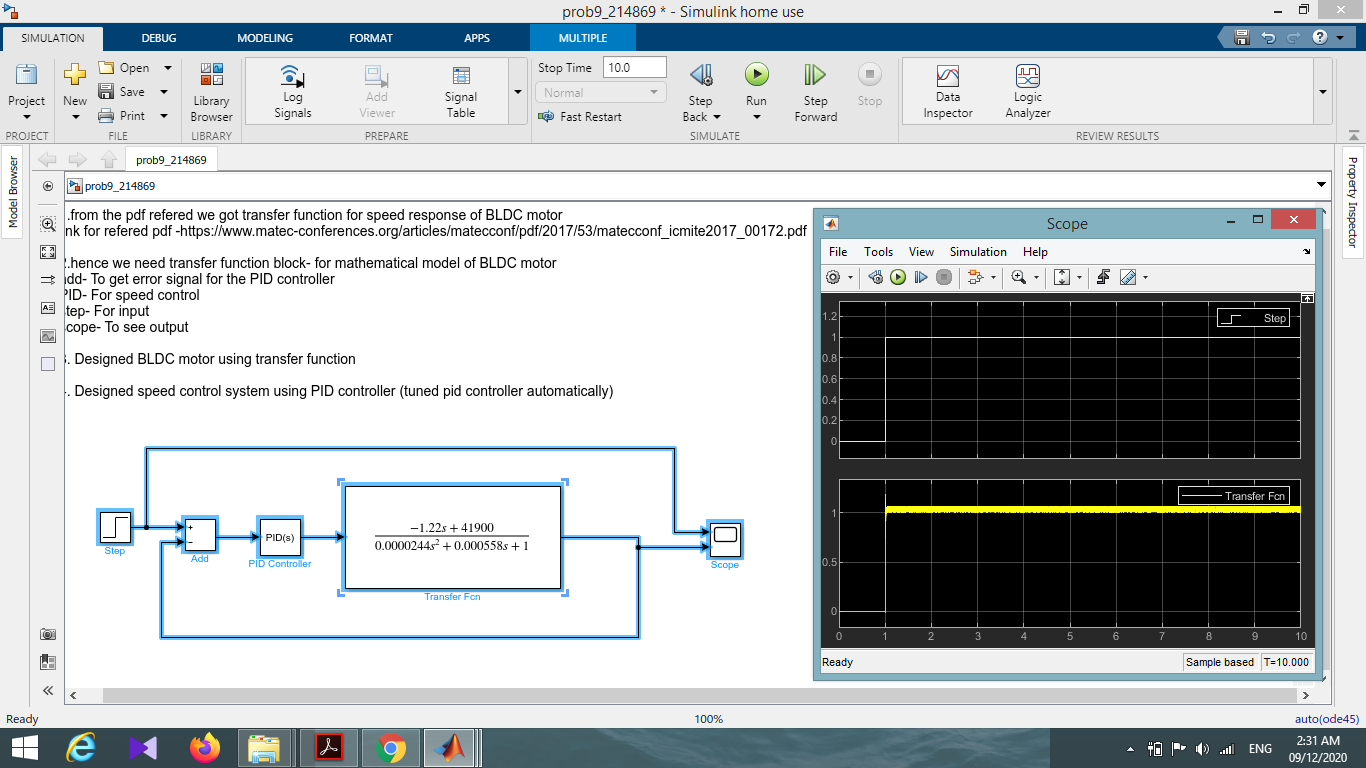 prob9_214869 * - Simulink home use
SIMULATION DEBUG MODELING FORMAT APPS MULTIPLE
Project
New
Open
Save
Print
Library Browser
Log Signals
Add Viewer
Signal Table
Stop Time 10.0
Normal
Fast Restart
Step Back
Run
Step Forward
Stop
Data Inspector
Logic Analyzer
PROJECT FILE LIBRARY PREPARE SIMULATE REVIEW RESULTS
Model Browser
prob9_214869
Property Inspector
prob9_214869
.from the pdf refered we got transfer function for speed response of BLDC motor
nk for refered pdf -https://www.matec-conferences.org/articles/matecconf/pdf/2017/53/matecconf_icmite2017_00172.pdf
2.hence we need transfer function block- for mathematical model of BLDC motor
add- To get error signal for the PID controller
PID- For speed control
step- For input
scope- To see output
3. Designed BLDC motor using transfer function
. Designed speed control system using PID controller (tuned pid controller automatically)
Step
+
−
Add
PID(s)
PID Controller
−1.22s + 41900
0.0000244s² + 0.000558s + 1
Transfer Fcn
Scope
Scope
File Tools View Simulation Help
Step
1.2
1
0.8
0.6
0.4
0.2
0
Transfer Fcn
1
0.5
0
0 1 2 3 4 5 6 7 8 9 10
Ready Sample based T=10.000
Ready 100% auto(ode45)
ENG
2:31 AM
09/12/2020